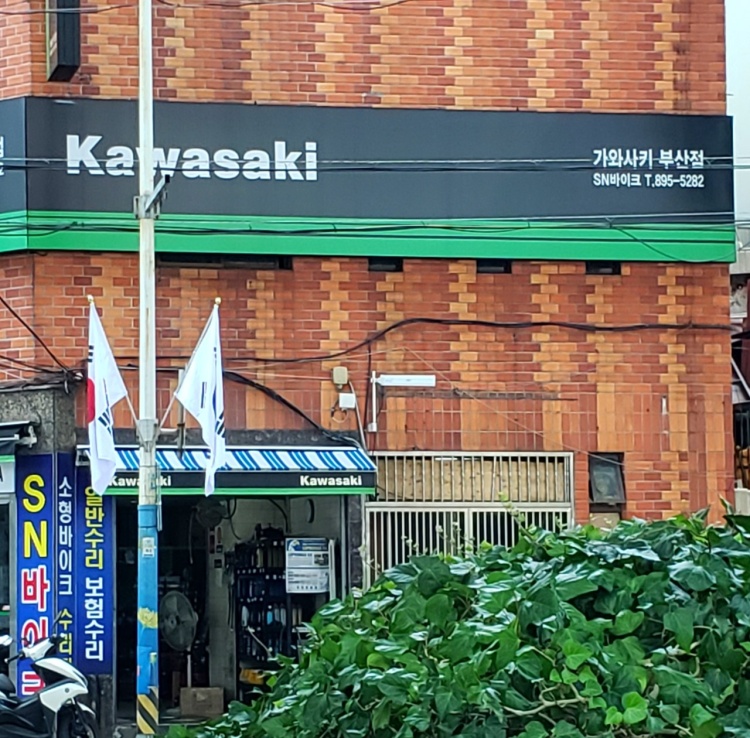 Kawasaki
가와사키 부산점
SN바이크 T.895-5282
Kawasaki
Kawasaki
SN바이크
소형바이크 수리
일반수리 보험수리